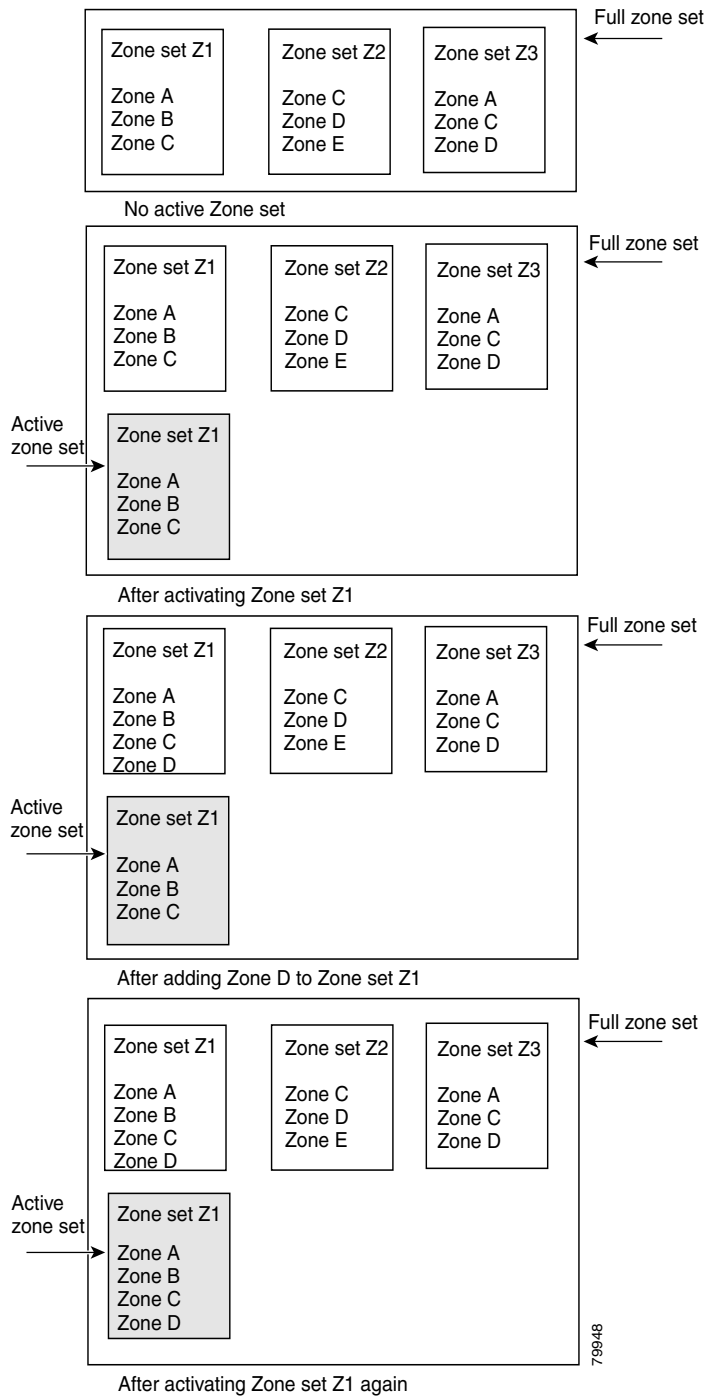 Full zone set
Zone set Z1
Zone A
Zone B
Zone C
Zone set Z2
Zone C
Zone D
Zone E
Zone set Z3
Zone A
Zone C
Zone D
No active Zone set
Full zone set
Zone set Z1
Zone A
Zone B
Zone C
Zone set Z2
Zone C
Zone D
Zone E
Zone set Z3
Zone A
Zone C
Zone D
Active
zone set
Zone set Z1
Zone A
Zone B
Zone C
After activating Zone set Z1
Full zone set
Zone set Z1
Zone A
Zone B
Zone C
Zone D
Zone set Z2
Zone C
Zone D
Zone E
Zone set Z3
Zone A
Zone C
Zone D
Active
zone set
Zone set Z1
Zone A
Zone B
Zone C
After adding Zone D to Zone set Z1
Full zone set
Zone set Z1
Zone A
Zone B
Zone C
Zone D
Zone set Z2
Zone C
Zone D
Zone E
Zone set Z3
Zone A
Zone C
Zone D
Active
zone set
Zone set Z1
Zone A
Zone B
Zone C
Zone D
79948
After activating Zone set Z1 again